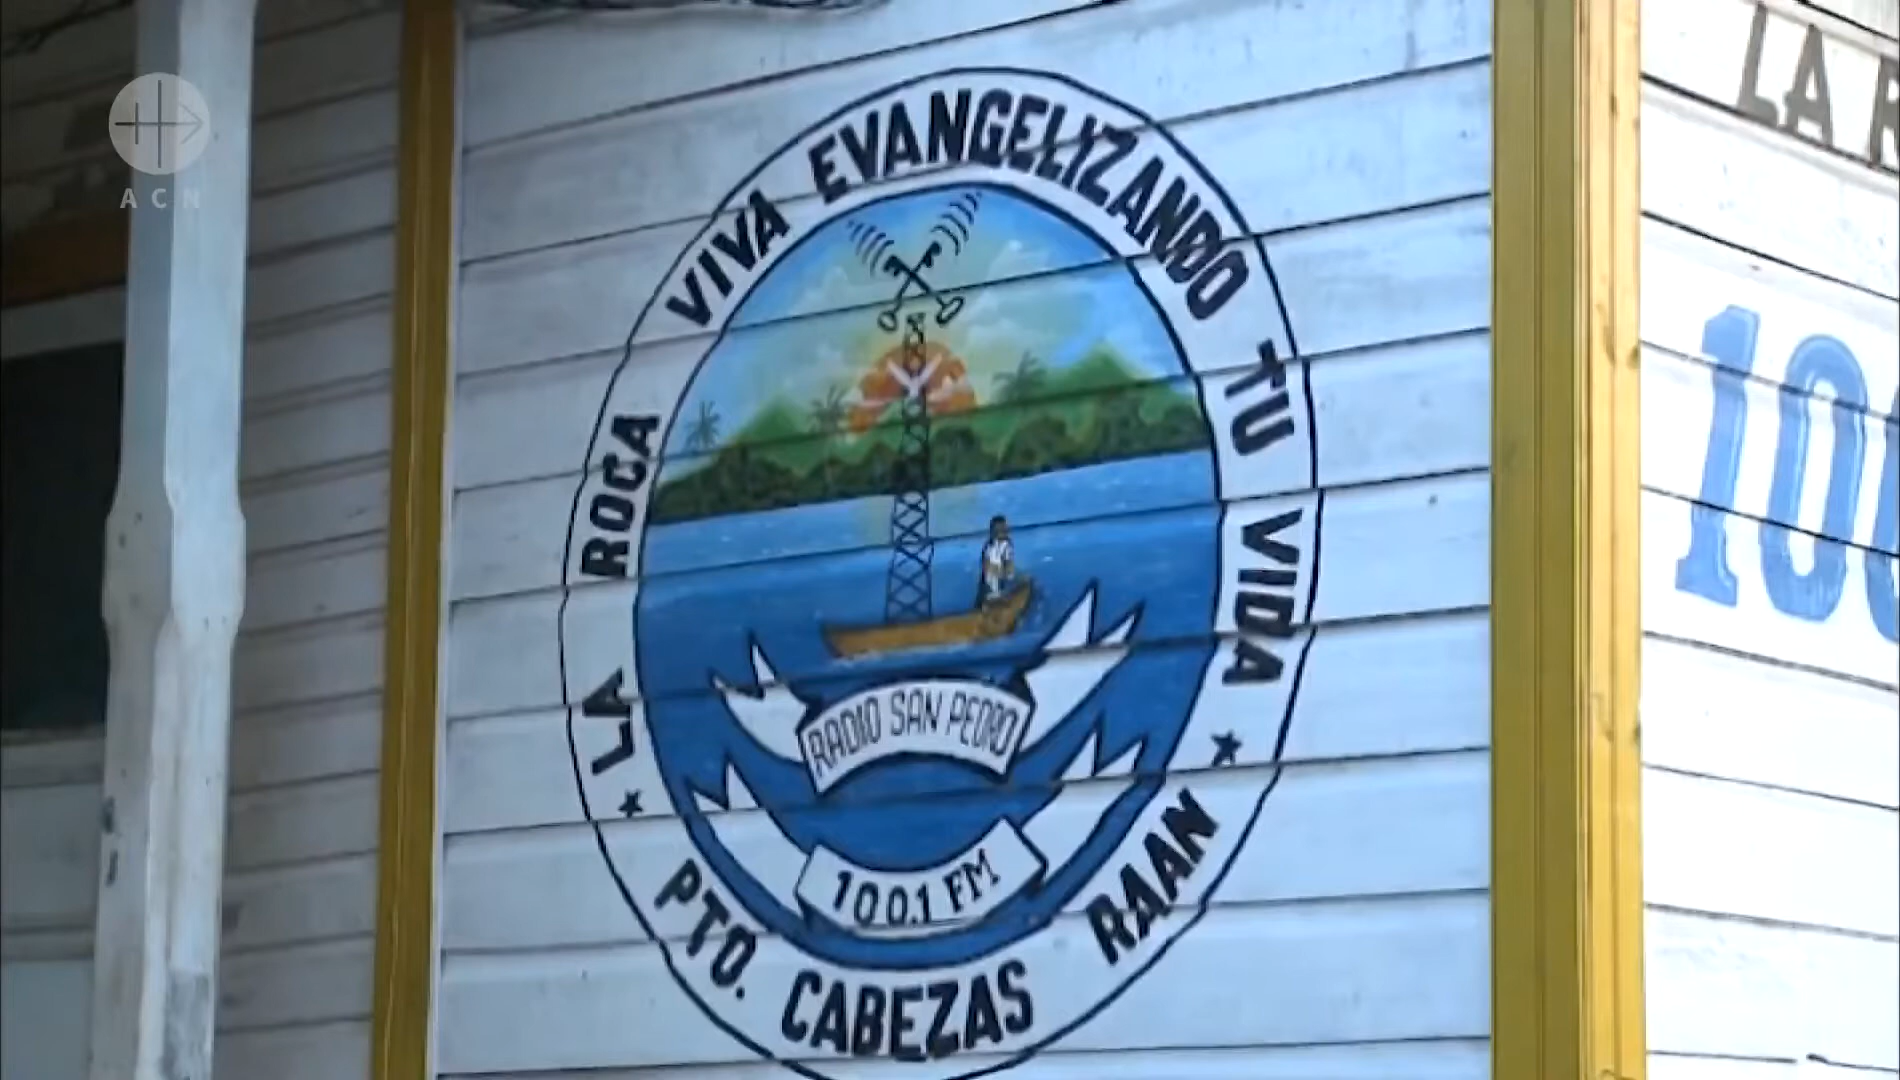 ACN
LA ROCA VIVA EVANGELIZANDO TU VIDA
RADIO SAN PEDRO
100.1 FM
PTO. CABEZAS RAAN
LA
10